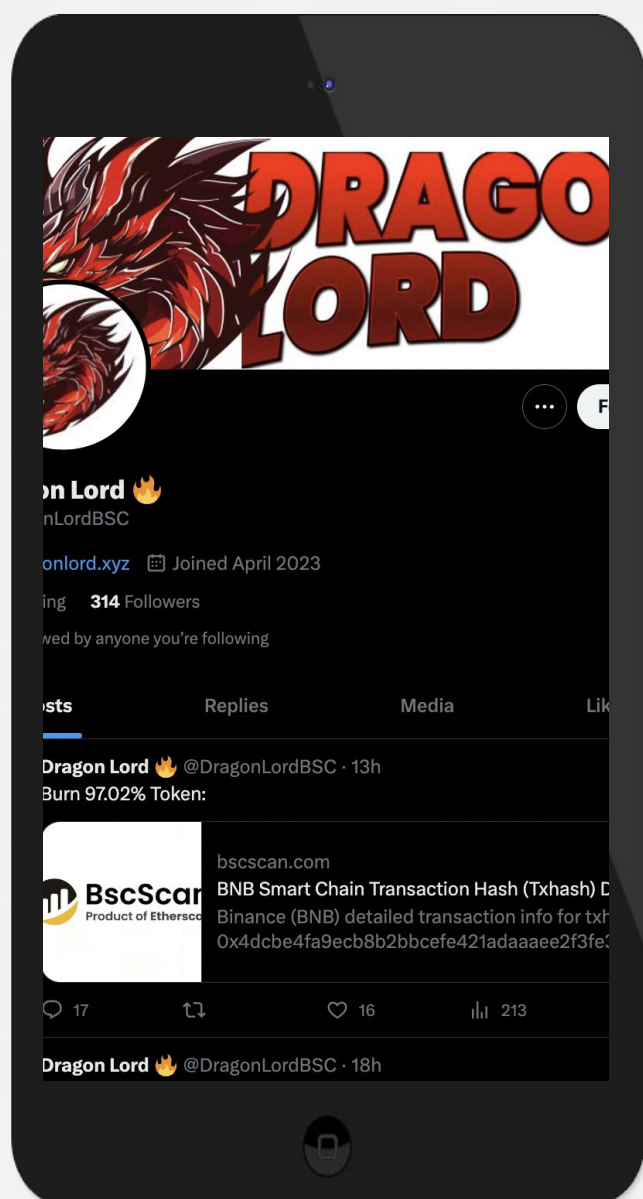 DRAGO
LORD
F
on Lord 🔥
nLordBSC
onlord.xyz Joined April 2023
ing 314 Followers
wed by anyone you're following
osts Replies Media Lik
Dragon Lord 🔥 @DragonLordBSC · 13h
Burn 97.02% Token:
bscscan.com
BscScan
Product of Ethersc
BNB Smart Chain Transaction Hash (Txhash) D
Binance (BNB) detailed transaction info for txh
0x4dcbe4fa9ecb8b2bbcefe421adaaaee2f3fe3
17 16 213
Dragon Lord 🔥 @DragonLordBSC · 18h